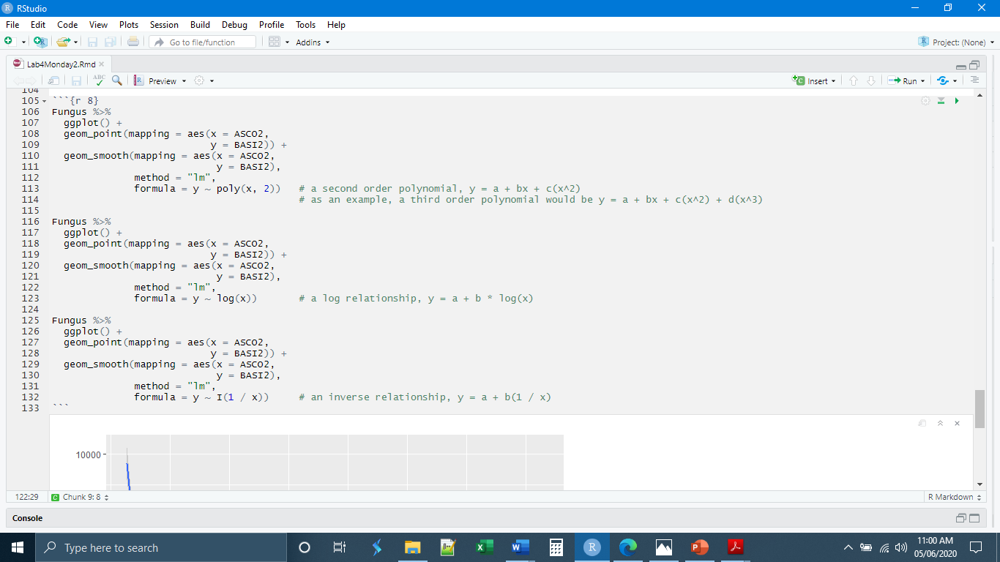 RStudio
File Edit Code View Plots Session Build Debug Profile Tools Help
Go to file/function Addins Project: (None)
Lab4Monday2.Rmd
ABC Preview Insert Run
104
105 ```{r 8}
106 Fungus %>%
107   ggplot() +
108   geom_point(mapping = aes(x = ASCO2,
109                            y = BASI2)) +
110   geom_smooth(mapping = aes(x = ASCO2,
111                             y = BASI2),
112               method = "lm",
113               formula = y ~ poly(x, 2))   # a second order polynomial, y = a + bx + c(x^2)
114                                           # as an example, a third order polynomial would be y = a + bx + c(x^2) + d(x^3)
115
116 Fungus %>%
117   ggplot() +
118   geom_point(mapping = aes(x = ASCO2,
119                            y = BASI2)) +
120   geom_smooth(mapping = aes(x = ASCO2,
121                             y = BASI2),
122               method = "lm",
123               formula = y ~ log(x))       # a log relationship, y = a + b * log(x)
124
125 Fungus %>%
126   ggplot() +
127   geom_point(mapping = aes(x = ASCO2,
128                            y = BASI2)) +
129   geom_smooth(mapping = aes(x = ASCO2,
130                             y = BASI2),
131               method = "lm",
132               formula = y ~ I(1 / x))     # an inverse relationship, y = a + b(1 / x)
133 ```
10000
122:29 C Chunk 9: 8 R Markdown
Console
Type here to search
11:00 AM
05/06/2020